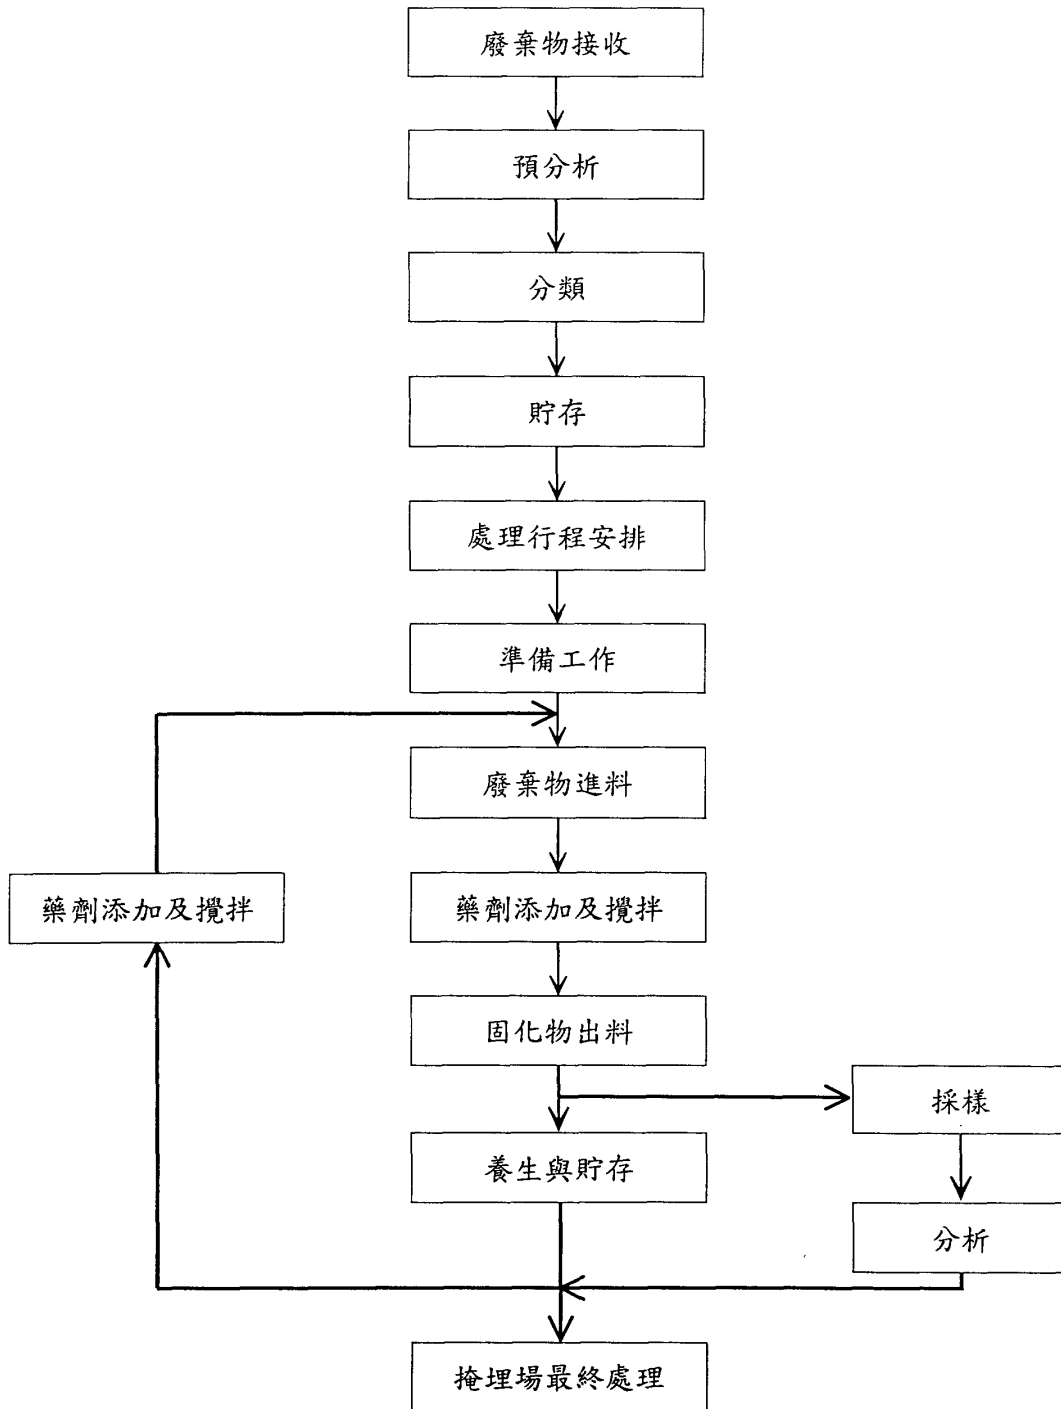 廢棄物接收
預分析
分類
貯存
處理行程安排
準備工作
廢棄物進料
藥劑添加及攪拌
藥劑添加及攪拌
固化物出料
採樣
養生與貯存
分析
掩埋場最終處理